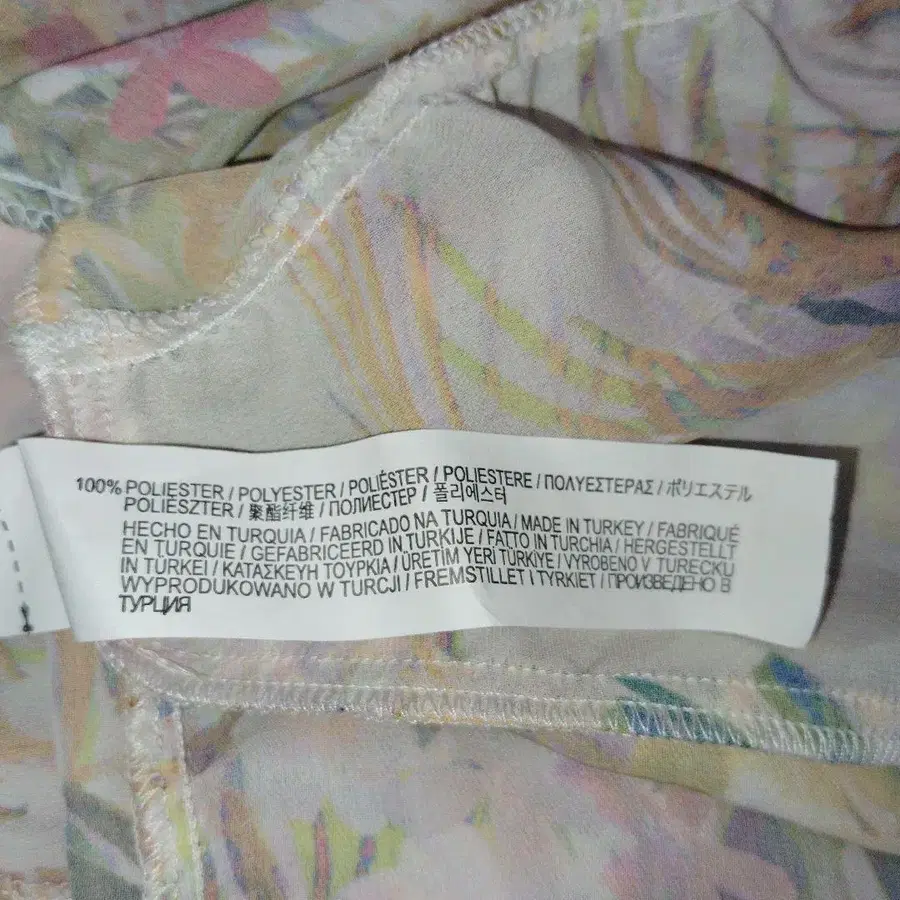 100% POLIESTER / POLYESTER / POLIÉSTER / POLIESTERE / ΠΟΛΥΕΣΤΕΡΑΣ / ポリエステル
POLIESZTER / 聚酯纤维 / ПОЛИЕСТЕР / 폴리에스터
HECHO EN TURQUIA / FABRICADO NA TURQUIA / MADE IN TURKEY / FABRIQUÉ
EN TURQUIE / GEFABRICEERD IN TURKIJE / FATTO IN TURCHIA / HERGESTELLT
IN TURKEI / ΚΑΤΑΣΚΕΥΗ ΤΟΥΡΚΙΑ / ÜRETİM YERİ TÜRKİYE / VYROBENO V TURECKU
WYPRODUKOWANO W TURCJI / FREMSTILLET I TYRKIET / ПРОИЗВЕДЕНО В
ТУРЦИЯ